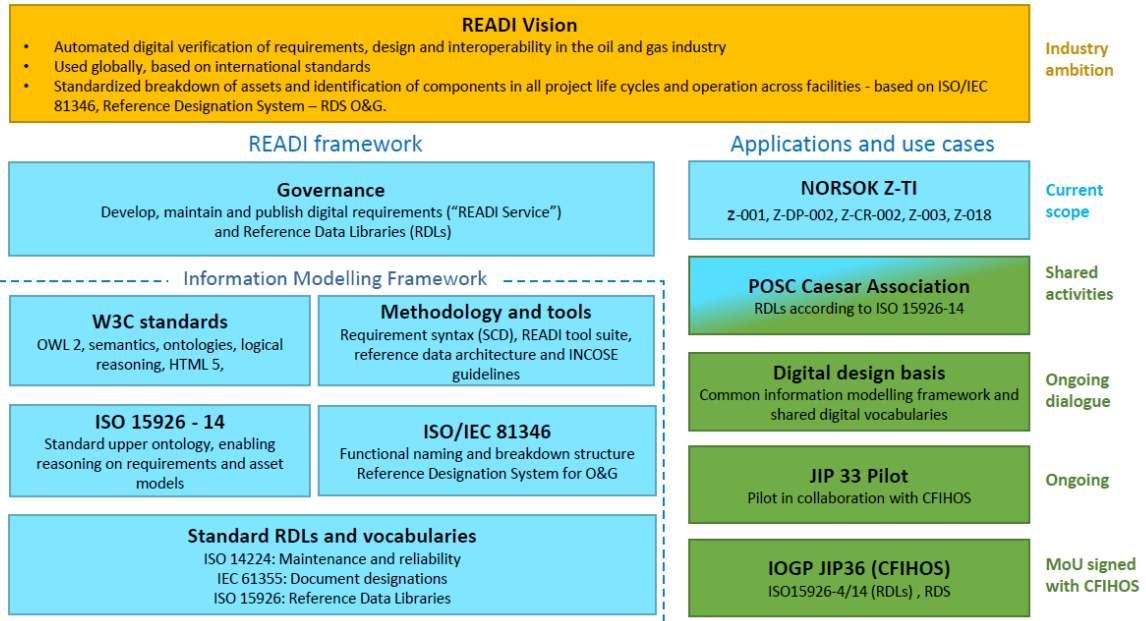 READI Vision
• Automated digital verification of requirements, design and interoperability in the oil and gas industry
• Used globally, based on international standards
• Standardized breakdown of assets and identification of components in all project life cycles and operation across facilities - based on ISO/IEC
81346, Reference Designation System – RDS O&G.
Industry
ambition
READI framework
Governance
Develop, maintain and publish digital requirements (“READI Service”)
and Reference Data Libraries (RDLs)
Information Modelling Framework
W3C standards
OWL 2, semantics, ontologies, logical
reasoning, HTML 5,
Methodology and tools
Requirement syntax (SCD), READI tool suite,
reference data architecture and INCOSE
guidelines
ISO 15926 - 14
Standard upper ontology, enabling
reasoning on requirements and asset
models
ISO/IEC 81346
Functional naming and breakdown structure
Reference Designation System for O&G
Standard RDLs and vocabularies
ISO 14224: Maintenance and reliability
IEC 61355: Document designations
ISO 15926: Reference Data Libraries
Applications and use cases
NORSOK Z-TI
z-001, Z-DP-002, Z-CR-002, Z-003, Z-018
Current
scope
POSC Caesar Association
RDLs according to ISO 15926-14
Shared
activities
Digital design basis
Common information modelling framework and
shared digital vocabularies
Ongoing
dialogue
JIP 33 Pilot
Pilot in collaboration with CFIHOS
Ongoing
IOGP JIP36 (CFIHOS)
ISO15926-4/14 (RDLs) , RDS
MoU signed
with CFIHOS